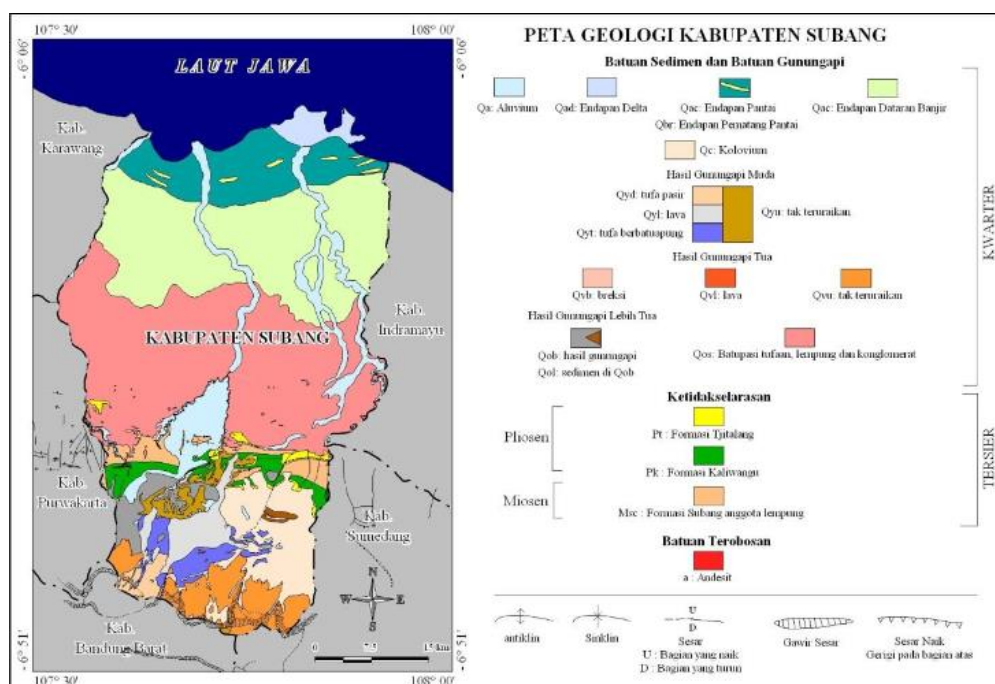 107° 30'
108° 00'
- 6° 06'
- 6° 06'
LAUT JAWA
Kab.
Karawang
KABUPATEN SUBANG
Kab.
Indramayu
Kab.
Purwakarta
Kab.
Sumedang
N
W E
S
Kab.
Bandung Barat
0 7.5 15 km
- 6° 51'
- 6° 51'
107° 30'
108° 00'
PETA GEOLOGI KABUPATEN SUBANG
Batuan Sedimen dan Batuan Gunungapi
Qa: Aluvium
Qad: Endapan Delta
Qac: Endapan Pantai
Qac: Endapan Dataran Banjir
Qbr: Endapan Pematang Pantai
Qc: Kolovium
Hasil Gunungapi Muda
Qyd: tufa pasir
Qyl: lava
Qyu: tak teruraikan
Qyt: tufa berbatuapung
Hasil Gunungapi Tua
Qvb: breksi
Qvl: lava
Qvu: tak teruraikan
Hasil Gunungapi Lebih Tua
Qob: hasil gunungapi
Qos: Batupasi tufaan, lempung dan konglomerat
Qol: sedimen di Qob
KWARTER
Ketidakselarasan
Pliosen
Pt : Formasi Tjitalang
Pk : Formasi Kaliwangu
Miosen
Msc : Formasi Subang anggota lempung
TERSIER
Batuan Terobosan
a : Andesit
antiklin
Sinklin
U
D
Sesar
U : Bagian yang naik
D : Bagian yang turun
Gawir Sesar
Sesar Naik
Gerigi pada bagian atas